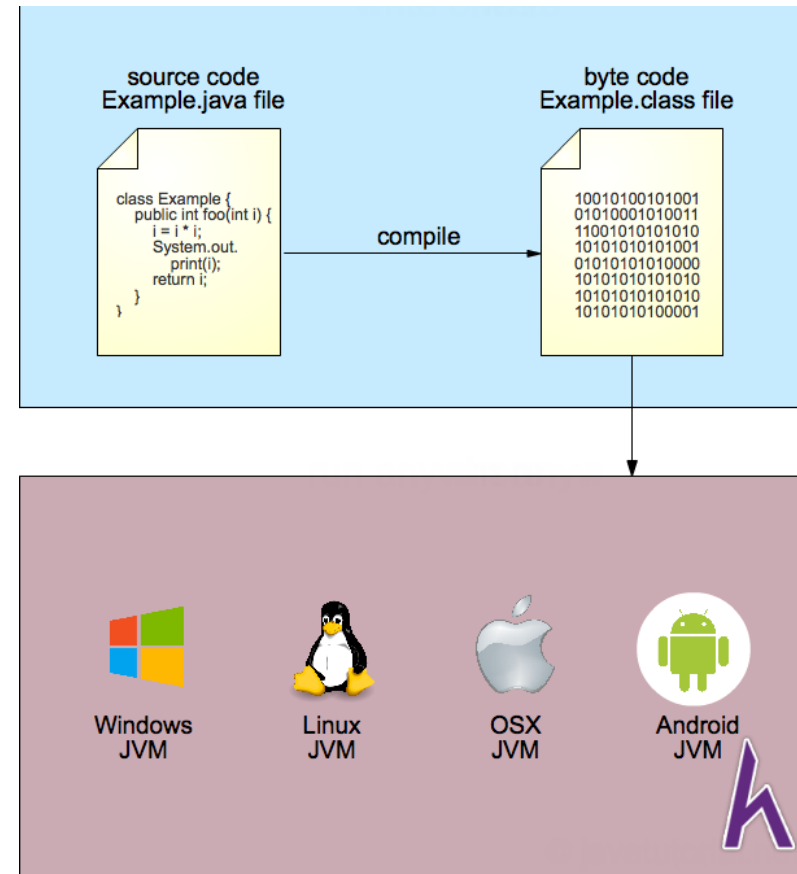 source code
Example.java file
byte code
Example.class file
class Example {
public int foo(int i) {
i = i * i;
System.out.
print(i);
return i;
}
}
compile
10010100101001
01010001010011
11001010101010
10101010101001
01010101010000
10101010101010
10101010101010
10101010100001
Windows
JVM
Linux
JVM
OSX
JVM
Android
JVM